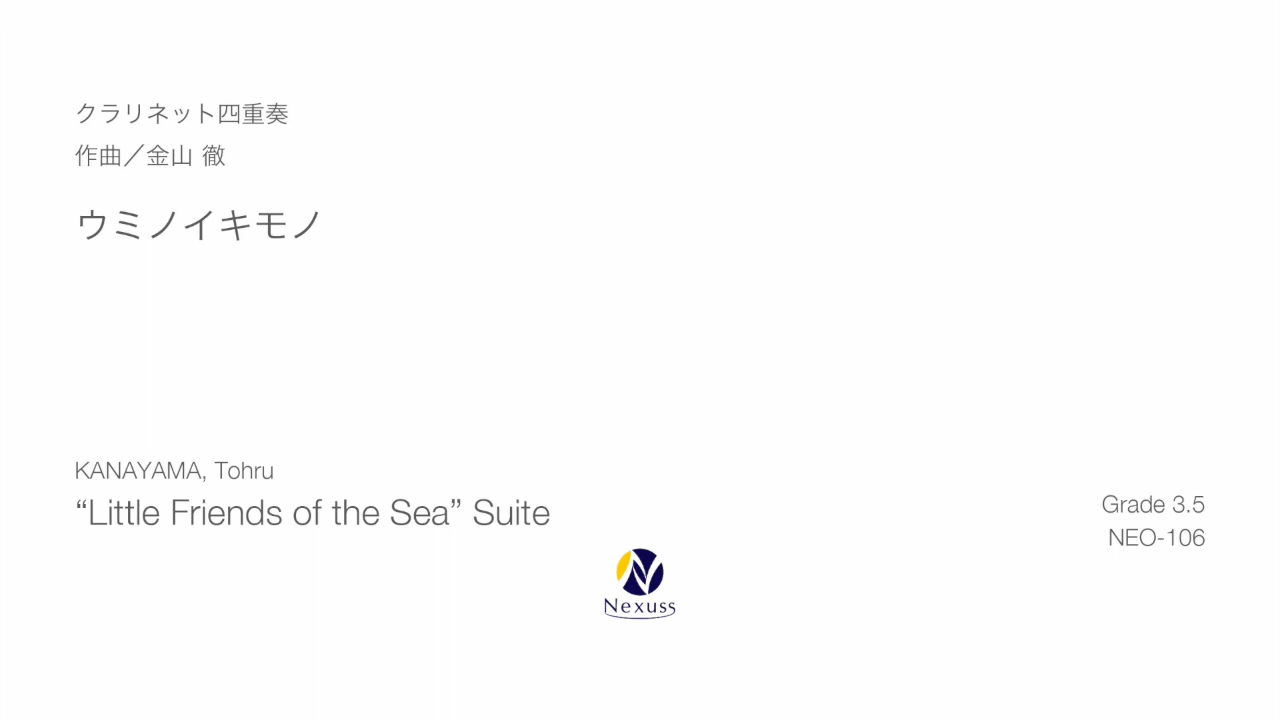 クラリネット四重奏
作曲／金山 徹
ウミノイキモノ
KANAYAMA, Tohru
“Little Friends of the Sea” Suite
Grade 3.5
NEO-106
Nexuss